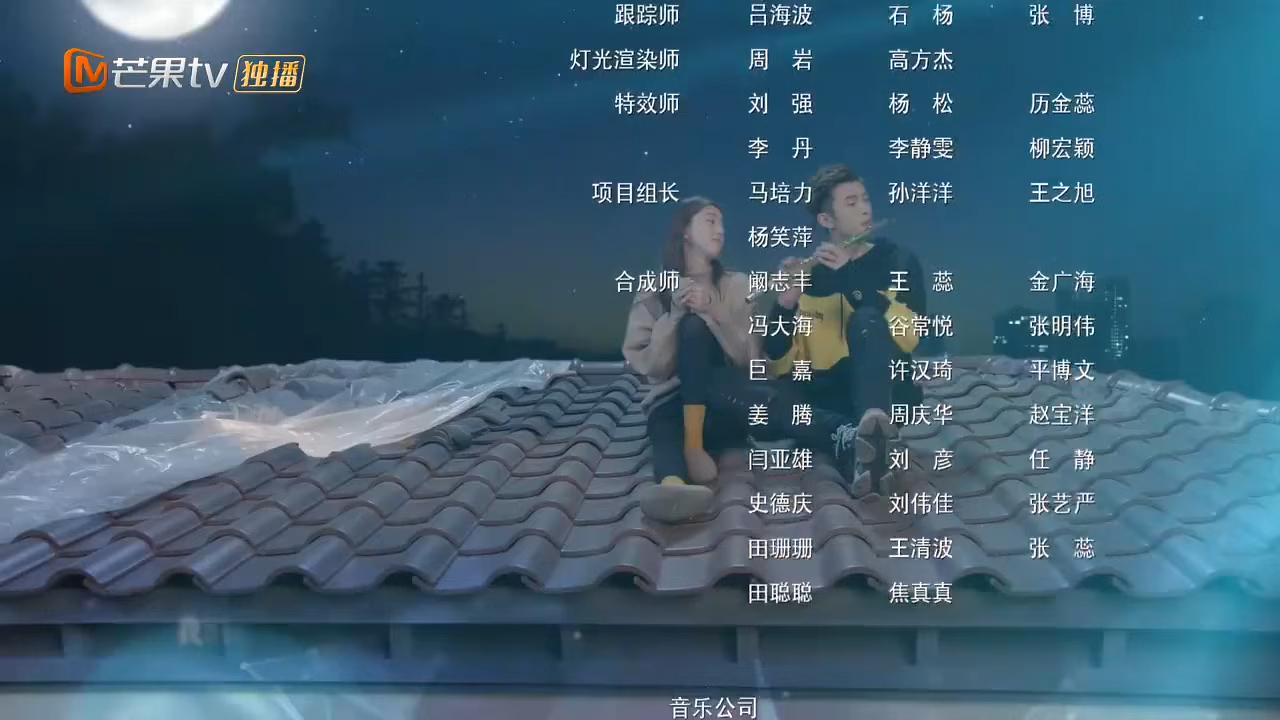 跟踪师 吕海波 石 杨 张 博
芒果tv 独播
灯光渲染师 周 岩 高方杰
特效师 刘 强 杨 松 历金蕊
李 丹 李静雯 柳宏颖
项目组长 马培力 孙洋洋 王之旭
杨笑萍
合成师 阚志丰 王 蕊 金广海
冯大海 谷常悦 张明伟
巨 嘉 许汉琦 平博文
姜 腾 周庆华 赵宝洋
闫亚雄 刘 彦 任 静
史德庆 刘伟佳 张艺严
田珊珊 王清波 张 蕊
田聪聪 焦真真
音乐公司